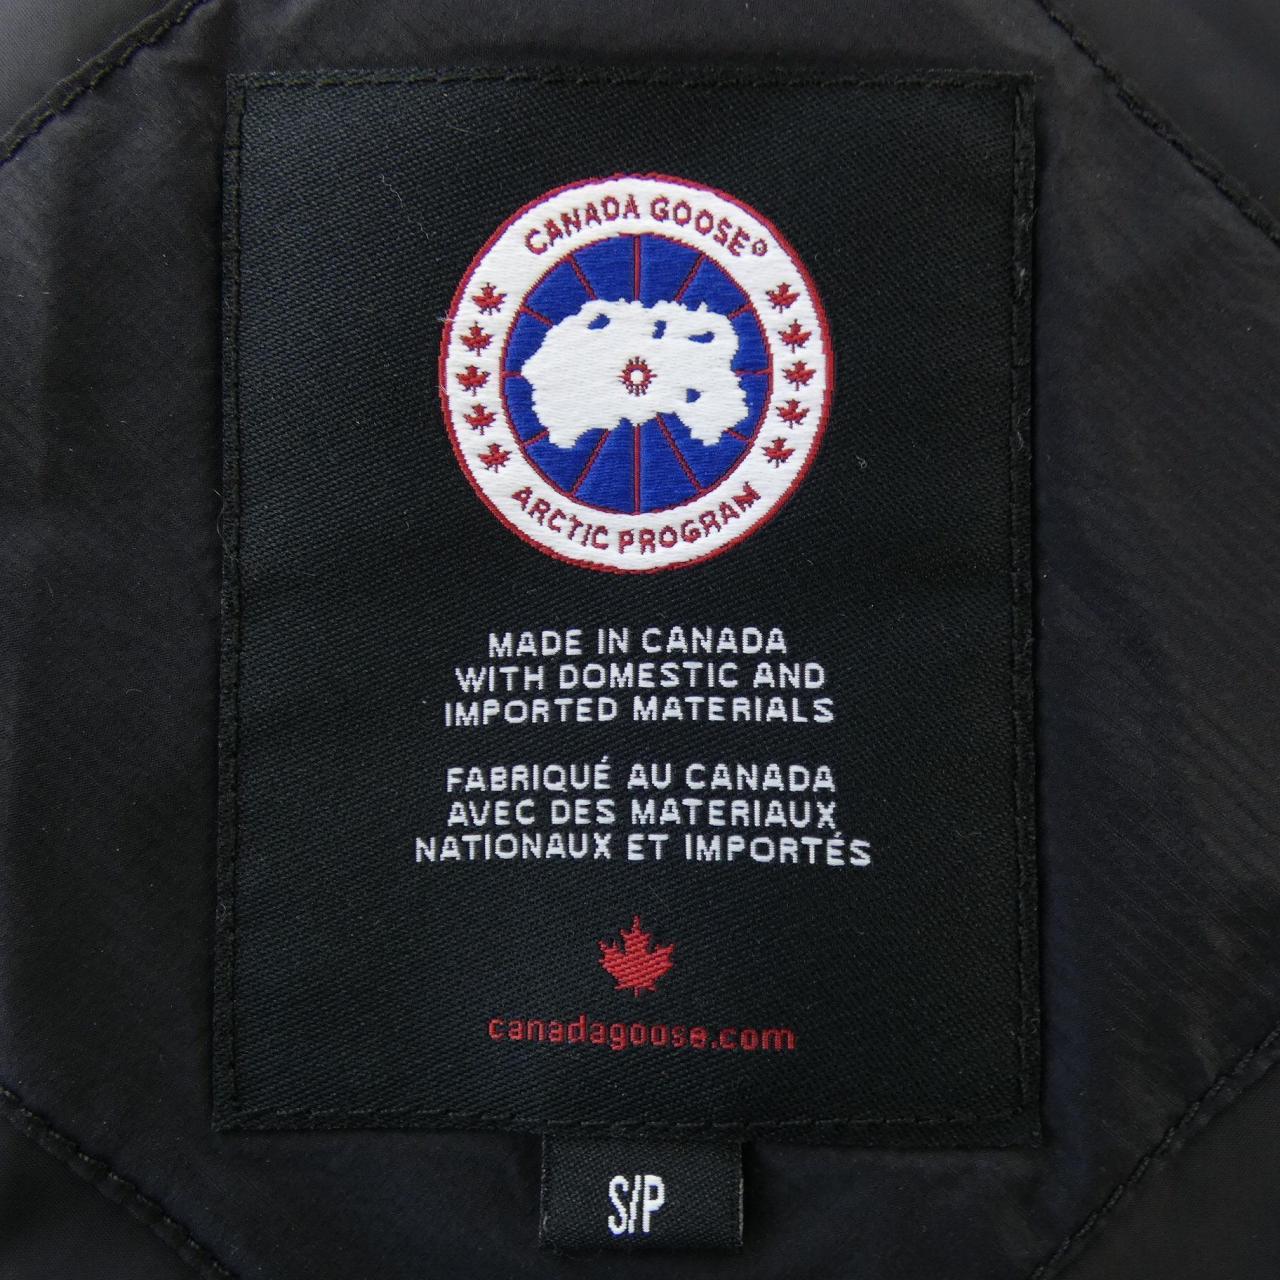 CANADA GOOSE®
ARCTIC PROGRAM
MADE IN CANADA
WITH DOMESTIC AND
IMPORTED MATERIALS
FABRIQUÉ AU CANADA
AVEC DES MATERIAUX
NATIONAUX ET IMPORTÉS
canadagoose.com
S/P